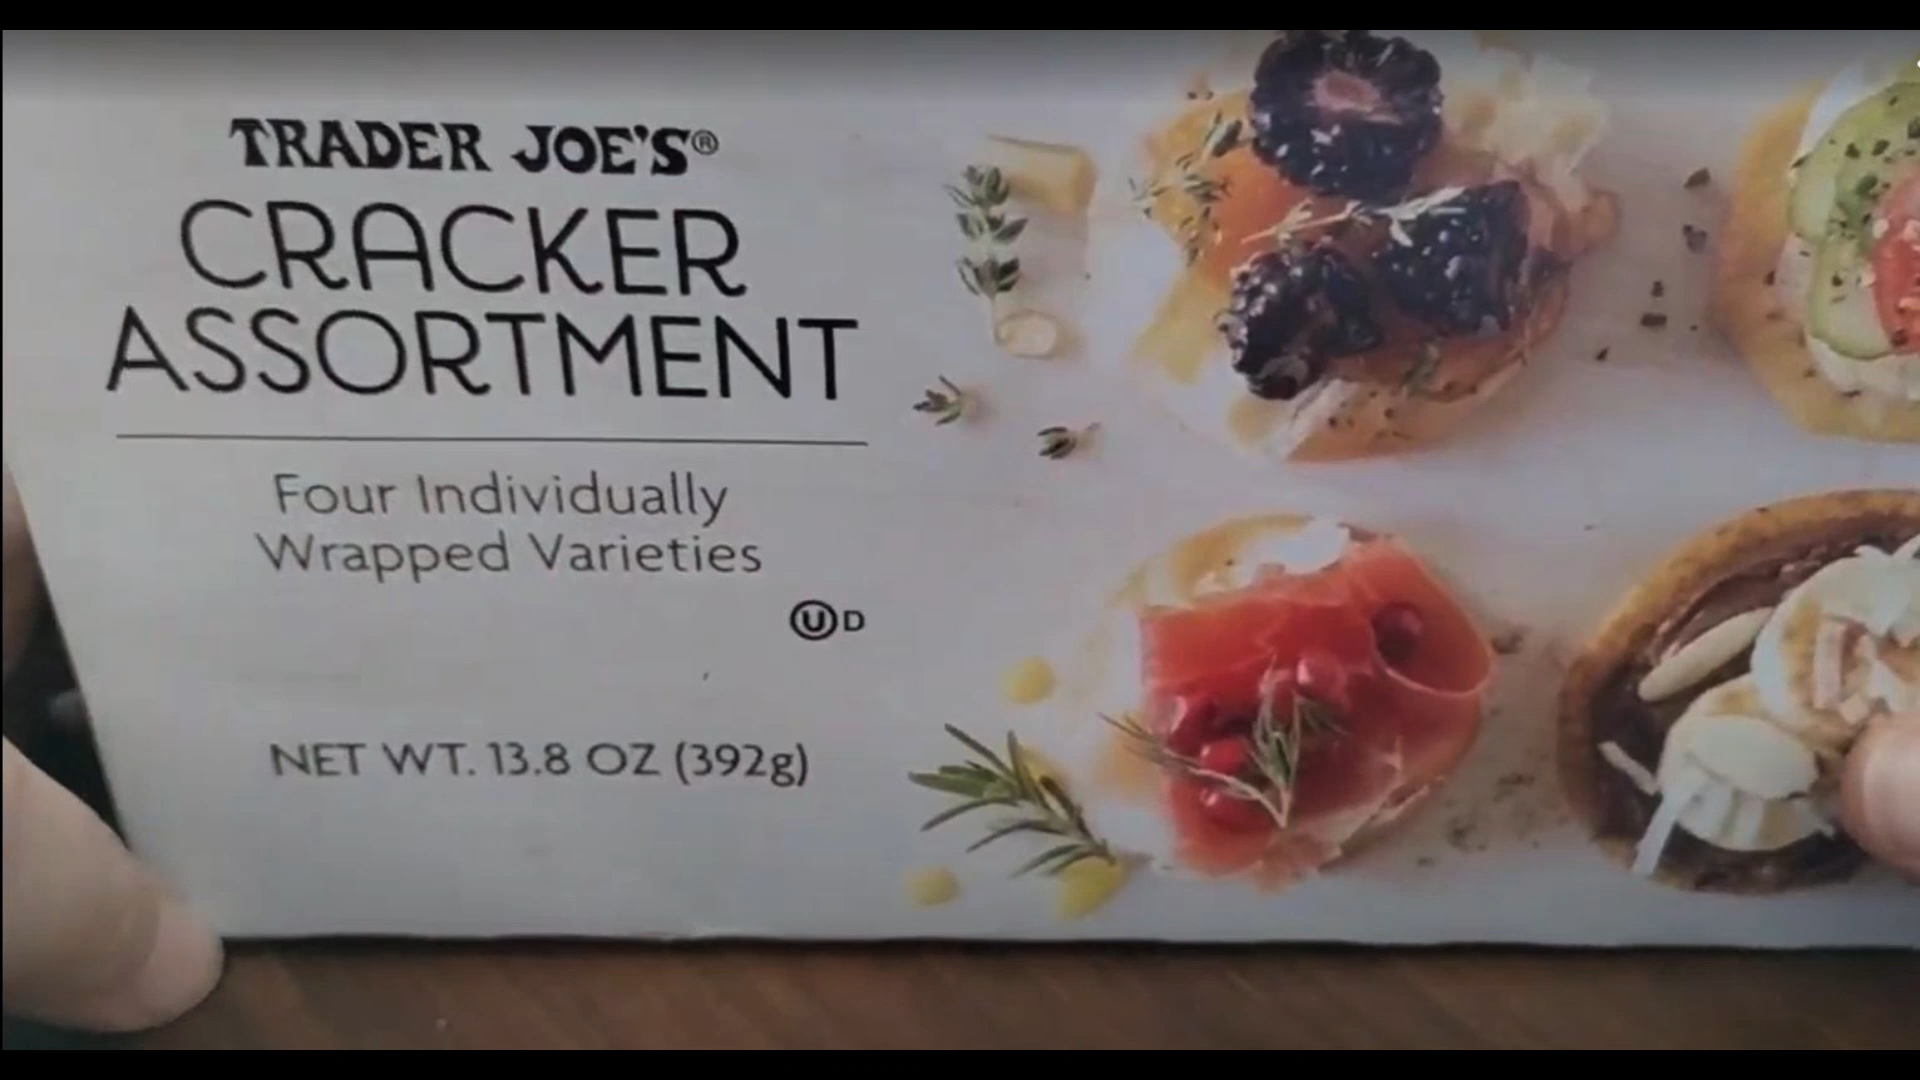 TRADER JOE'S®
CRACKER
ASSORTMENT
Four Individually
Wrapped Varieties
Ⓤ D
NET WT. 13.8 OZ (392g)